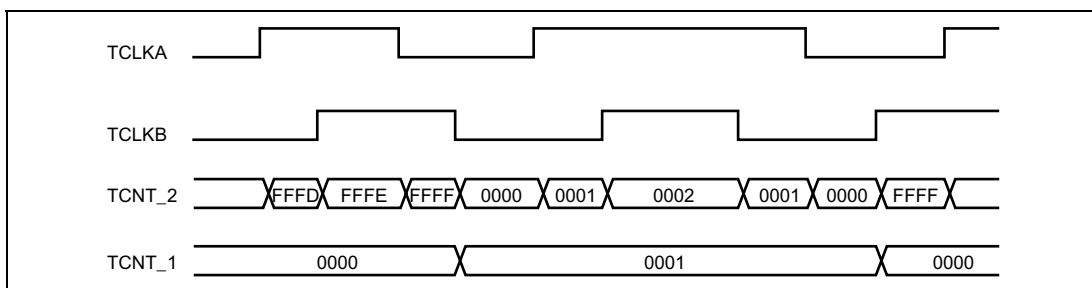 TCLKA
TCLKB
TCNT_2 FFFD FFFE FFFF 0000 0001 0002 0001 0000 FFFF
TCNT_1 0000 0001 0000